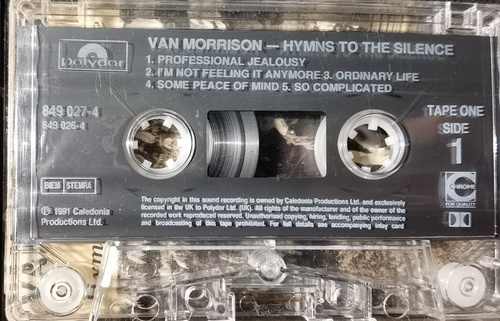 polydor
VAN MORRISON — HYMNS TO THE SILENCE
1. PROFESSIONAL JEALOUSY
2. I'M NOT FEELING IT ANYMORE 3. ORDINARY LIFE
4. SOME PEACE OF MIND 5. SO COMPLICATED
849 027-4
849 026-4
TAPE ONE
SIDE
1
BIEM STEMRA
CHROME
FOR QUALITY
℗ 1991 Caledonia
Productions Ltd.
The copyright in this sound recording is owned by Caledonia Productions Ltd. and exclusively
licensed in the UK to Polydor Ltd. (UK). All rights of the manufacturer and of the owner of the
recorded work reproduced reserved. Unauthorised copying, hiring, lending, public performance
and broadcasting of this tape prohibited. For full details see accompanying inlay card